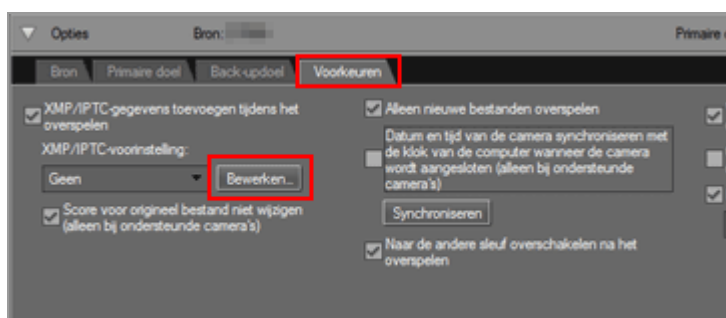 Opties Bron: Primaire
Bron Primaire doel Back-updoel Voorkeuren
XMP/IPTC-gegevens toevoegen tijdens het
overspelen
XMP/IPTC-voorinstelling:
Geen Bewerken...
Score voor origineel bestand niet wijzigen
(alleen bij ondersteunde camera's)
Alleen nieuwe bestanden overspelen
Datum en tijd van de camera synchroniseren met
de klok van de computer wanneer de camera
wordt aangesloten (alleen bij ondersteunde
camera's)
Synchroniseren
Naar de andere sleuf overschakelen na het
overspelen